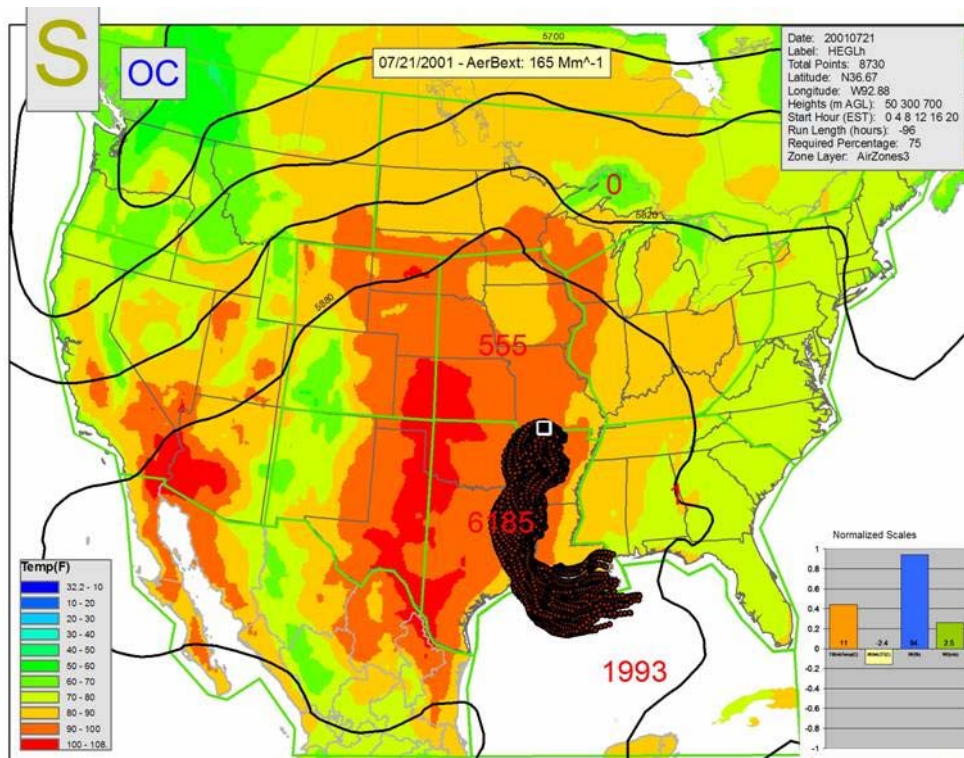 S
OC
07/21/2001 - AerBext: 165 Mm^-1
Date: 20010721
Label: HEGLh
Total Points: 8730
Latitude: N36.67
Longitude: W92.88
Heights (m AGL): 50 300 700
Start Hour (EST): 0 4 8 12 16 20
Run Length (hours): -96
Required Percentage: 75
Zone Layer: AirZones3
5700
0
5820
5880
555
6185
1993
Temp(F)
32.2 - 10
10 - 20
20 - 30
30 - 40
40 - 50
50 - 60
60 - 70
70 - 80
80 - 90
90 - 100
100 - 108.
Normalized Scales
1
0.8
0.6
0.4
0.2
0
-0.2
-0.4
-0.6
-0.8
-1
11
-2.4
94.
2.5